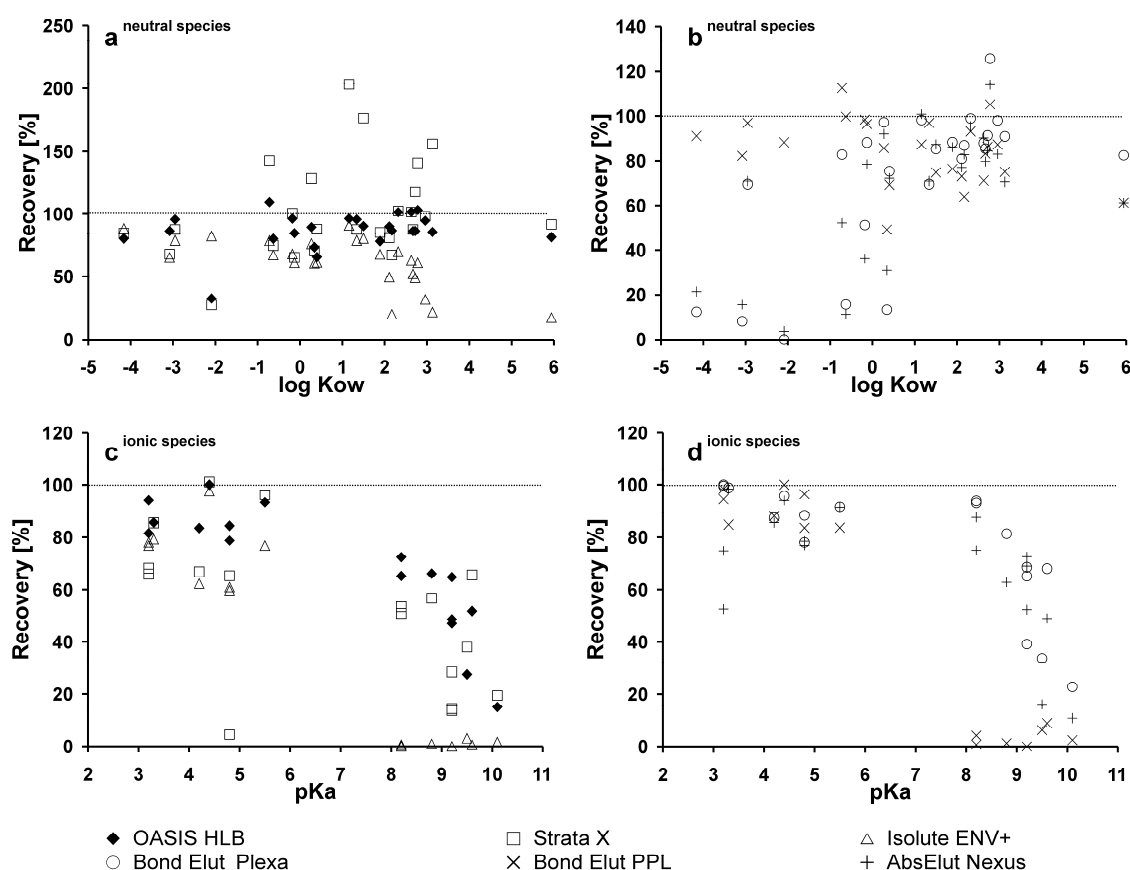 a neutral species
250
200
150
100
50
0
Recovery [%]
-5 -4 -3 -2 -1 0 1 2 3 4 5 6
log Kow
b neutral species
140
120
100
80
60
40
20
0
Recovery [%]
-5 -4 -3 -2 -1 0 1 2 3 4 5 6
log Kow
c ionic species
120
100
80
60
40
20
0
Recovery [%]
2 3 4 5 6 7 8 9 10 11
pKa
d ionic species
120
100
80
60
40
20
0
Recovery [%]
2 3 4 5 6 7 8 9 10 11
pKa
OASIS HLB Strata X Isolute ENV+
Bond Elut Plexa Bond Elut PPL AbsElut Nexus